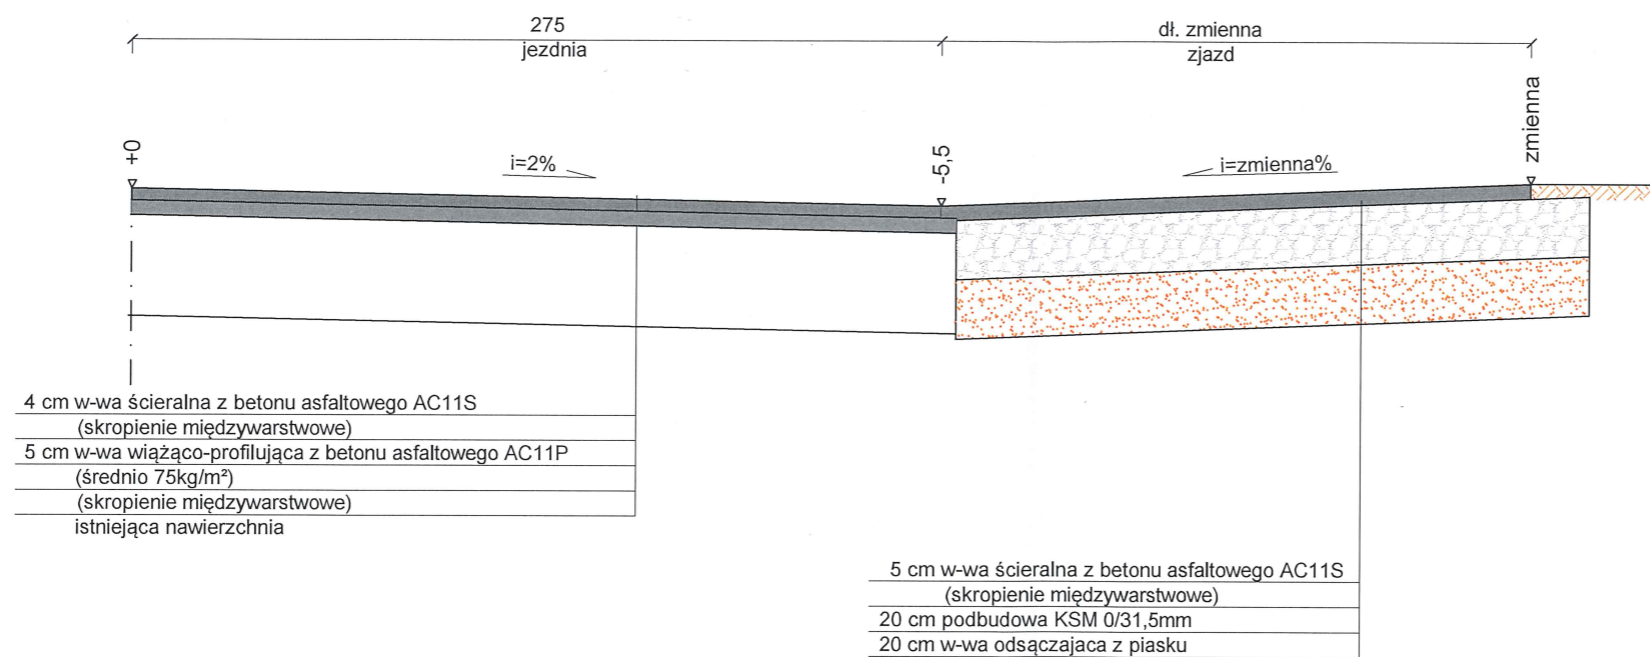 275
jezdnia
dł. zmienna
zjazd
+0
i=2%
-5,5
i=zmienna%
zmienna
4 cm w-wa ścieralna z betonu asfaltowego AC11S
(skropienie międzywarstwowe)
5 cm w-wa wiążąco-profilująca z betonu asfaltowego AC11P
(średnio 75kg/m²)
(skropienie międzywarstwowe)
istniejąca nawierzchnia
5 cm w-wa ścieralna z betonu asfaltowego AC11S
(skropienie międzywarstwowe)
20 cm podbudowa KSM 0/31,5mm
20 cm w-wa odsączajaca z piasku